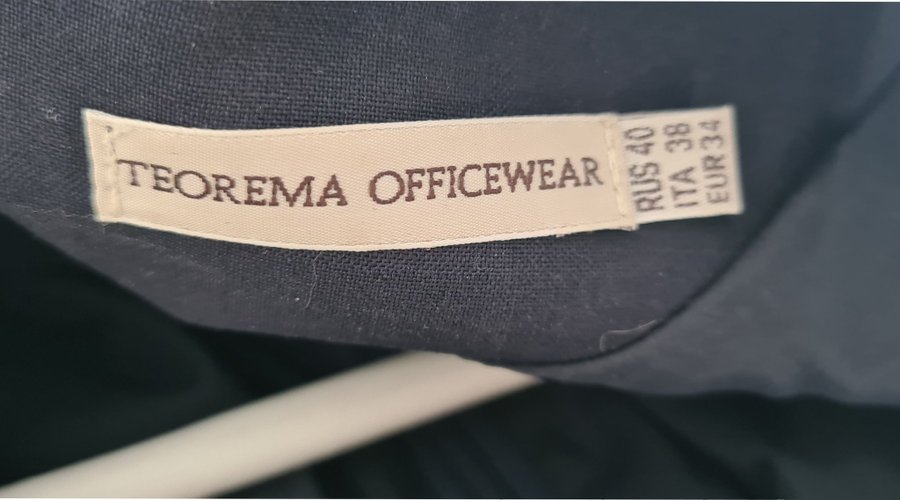 TEOREMA OFFICEWEAR
RUS 40
ITA 38
EUR 34